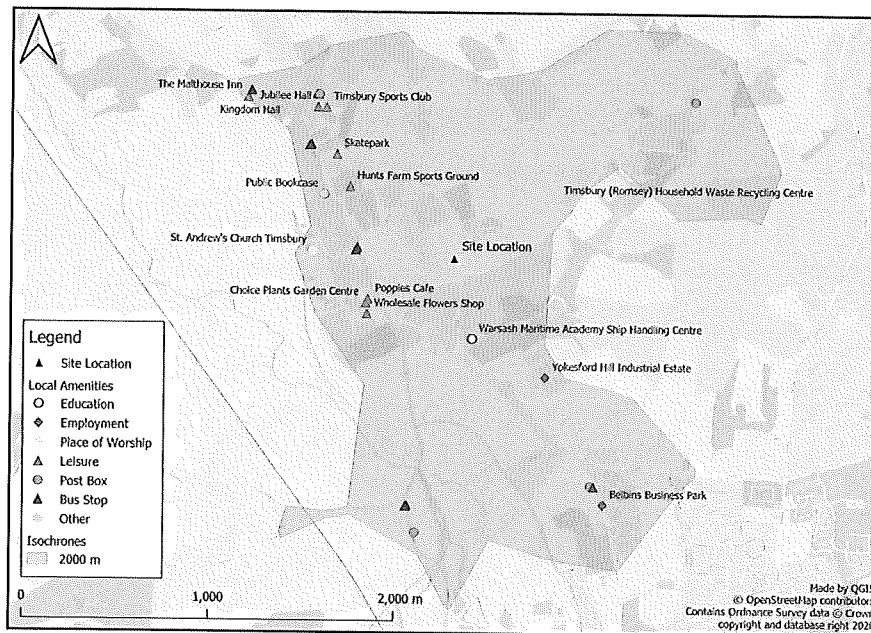 The Malthouse Inn
Jubilee Hall
Timsbury Sports Club
Kingdom Hall
Skatepark
Public Bookcase
Hunts Farm Sports Ground
Timsbury (Romsey) Household Waste Recycling Centre
St. Andrew's Church Timsbury
Site Location
Choice Plants Garden Centre
Poppies Cafe
Wholesale Flowers Shop
Warsash Maritime Academy Ship Handling Centre
Yokesford Hill Industrial Estate
Belbins Business Park
Legend
Site Location
Local Amenities
Education
Employment
Place of Worship
Leisure
Post Box
Bus Stop
Other
Isochrones
2000 m
0 1,000 2,000 m
Made by QGIS
© OpenStreetMap contributors
Contains Ordnance Survey data © Crown
copyright and database right 2020